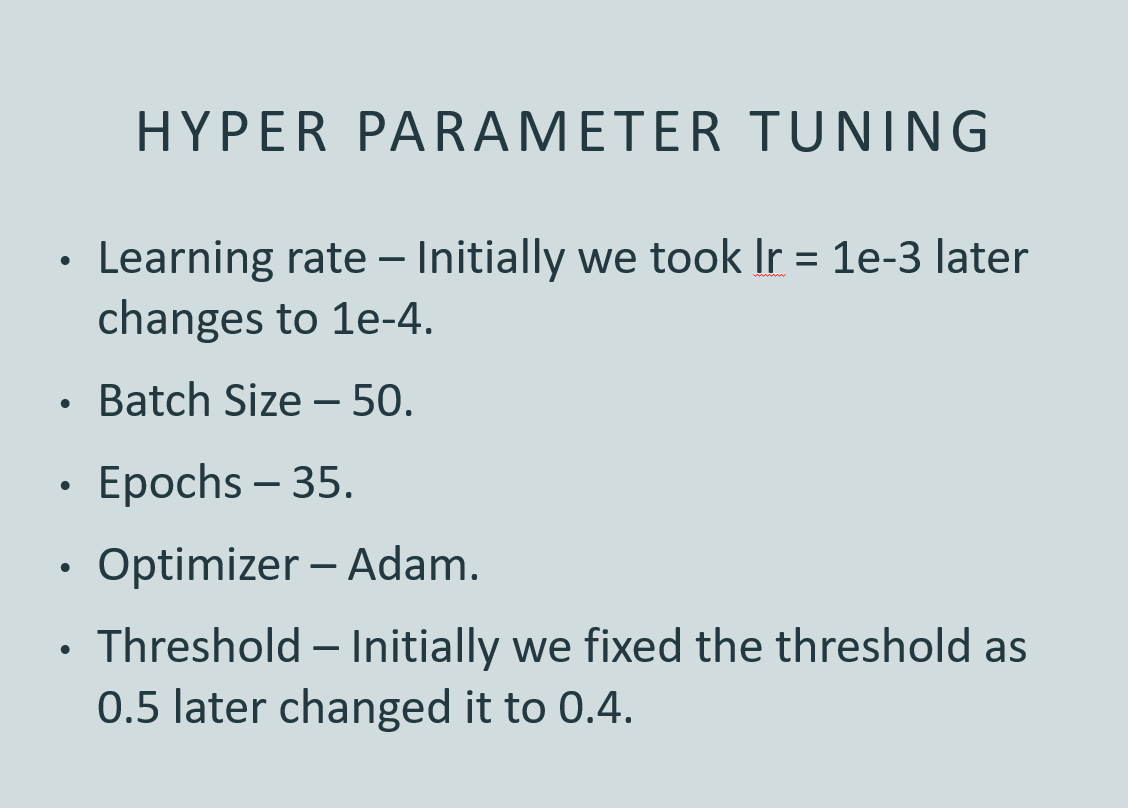 HYPER PARAMETER TUNING
• Learning rate – Initially we took lr = 1e-3 later
changes to 1e-4.
• Batch Size – 50.
• Epochs – 35.
• Optimizer – Adam.
• Threshold – Initially we fixed the threshold as
0.5 later changed it to 0.4.